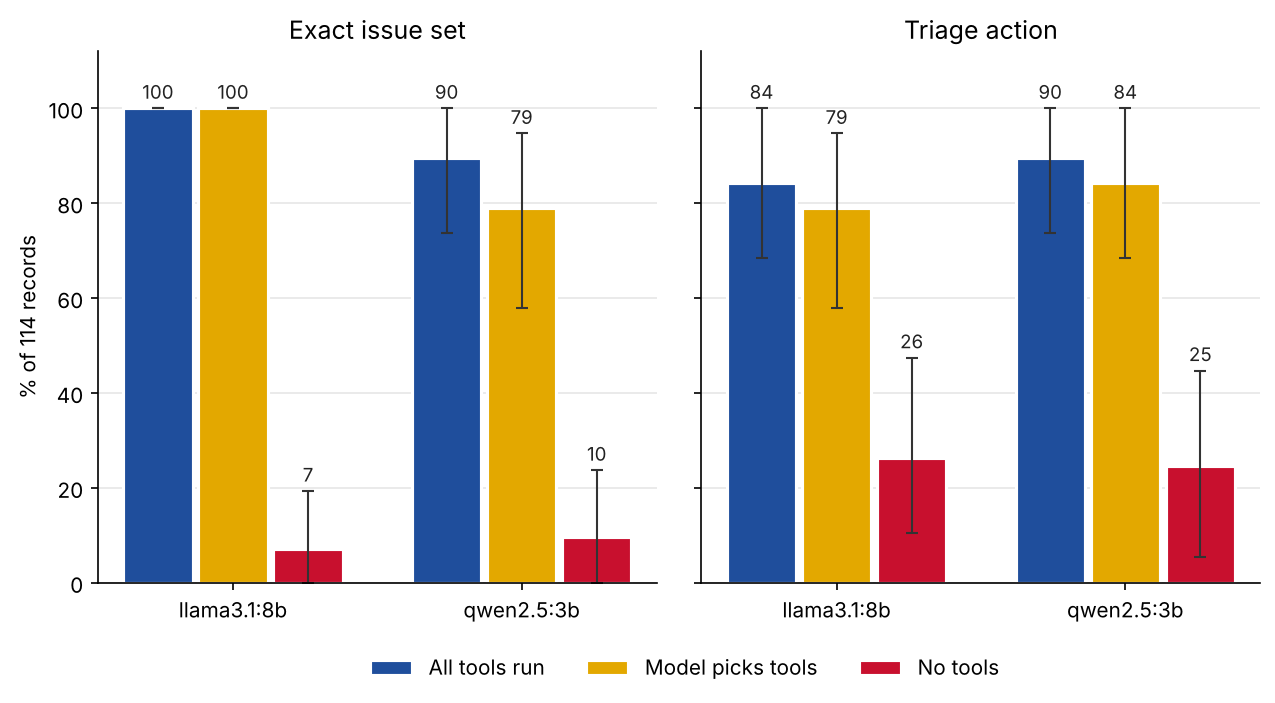 Exact issue set
Triage action
% of 114 records
100
80
60
40
20
0
100
100
7
90
79
10
84
79
26
90
84
25
llama3.1:8b
qwen2.5:3b
llama3.1:8b
qwen2.5:3b
All tools run
Model picks tools
No tools